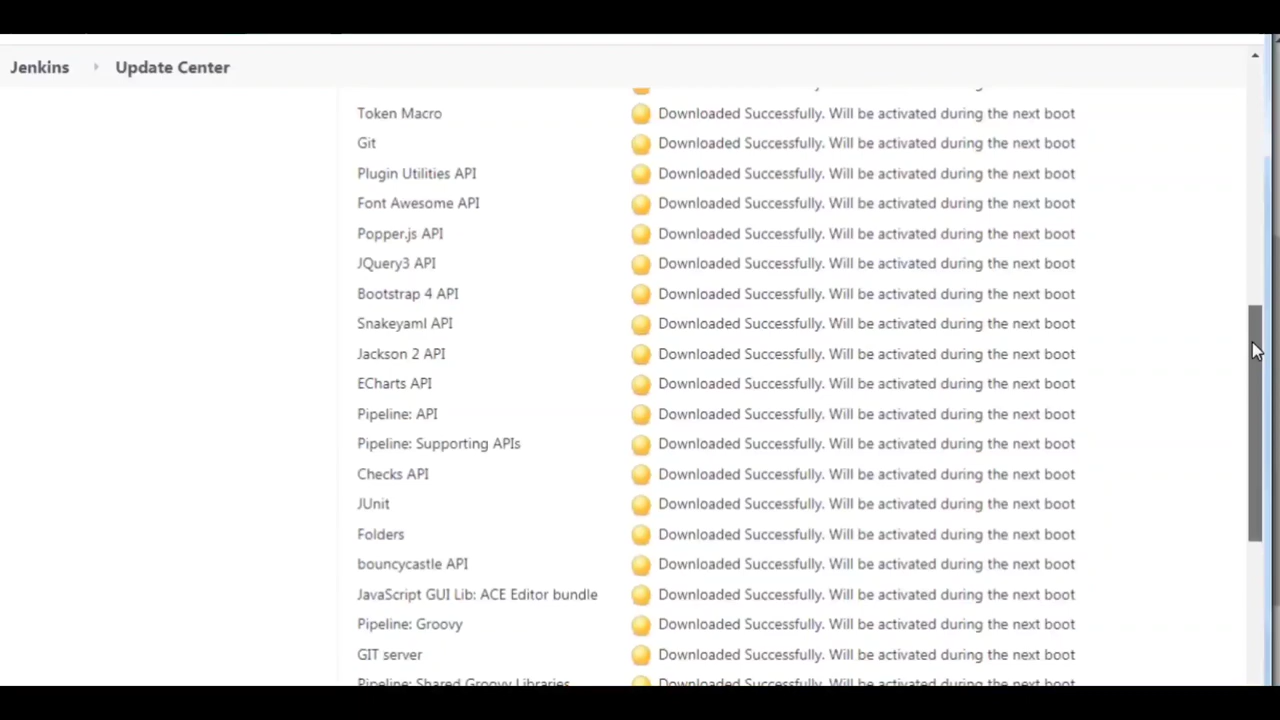 Jenkins
Update Center
Token Macro Downloaded Successfully. Will be activated during the next boot
Git Downloaded Successfully. Will be activated during the next boot
Plugin Utilities API Downloaded Successfully. Will be activated during the next boot
Font Awesome API Downloaded Successfully. Will be activated during the next boot
Popper.js API Downloaded Successfully. Will be activated during the next boot
JQuery3 API Downloaded Successfully. Will be activated during the next boot
Bootstrap 4 API Downloaded Successfully. Will be activated during the next boot
Snakeyaml API Downloaded Successfully. Will be activated during the next boot
Jackson 2 API Downloaded Successfully. Will be activated during the next boot
ECharts API Downloaded Successfully. Will be activated during the next boot
Pipeline: API Downloaded Successfully. Will be activated during the next boot
Pipeline: Supporting APIs Downloaded Successfully. Will be activated during the next boot
Checks API Downloaded Successfully. Will be activated during the next boot
JUnit Downloaded Successfully. Will be activated during the next boot
Folders Downloaded Successfully. Will be activated during the next boot
bouncycastle API Downloaded Successfully. Will be activated during the next boot
JavaScript GUI Lib: ACE Editor bundle Downloaded Successfully. Will be activated during the next boot
Pipeline: Groovy Downloaded Successfully. Will be activated during the next boot
GIT server Downloaded Successfully. Will be activated during the next boot
Pipeline: Shared Groovy Libraries